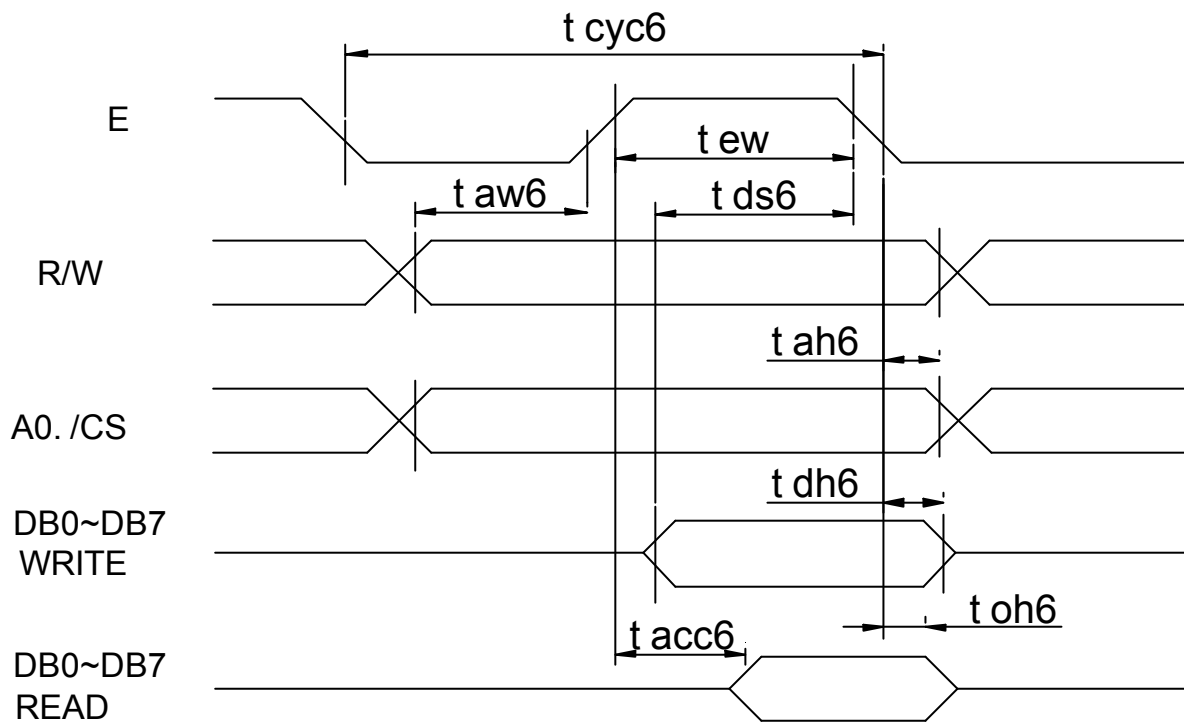 t cyc6
E
t ew
t aw6
t ds6
R/W
t ah6
A0. /CS
t dh6
DB0~DB7
WRITE
t oh6
t acc6
DB0~DB7
READ